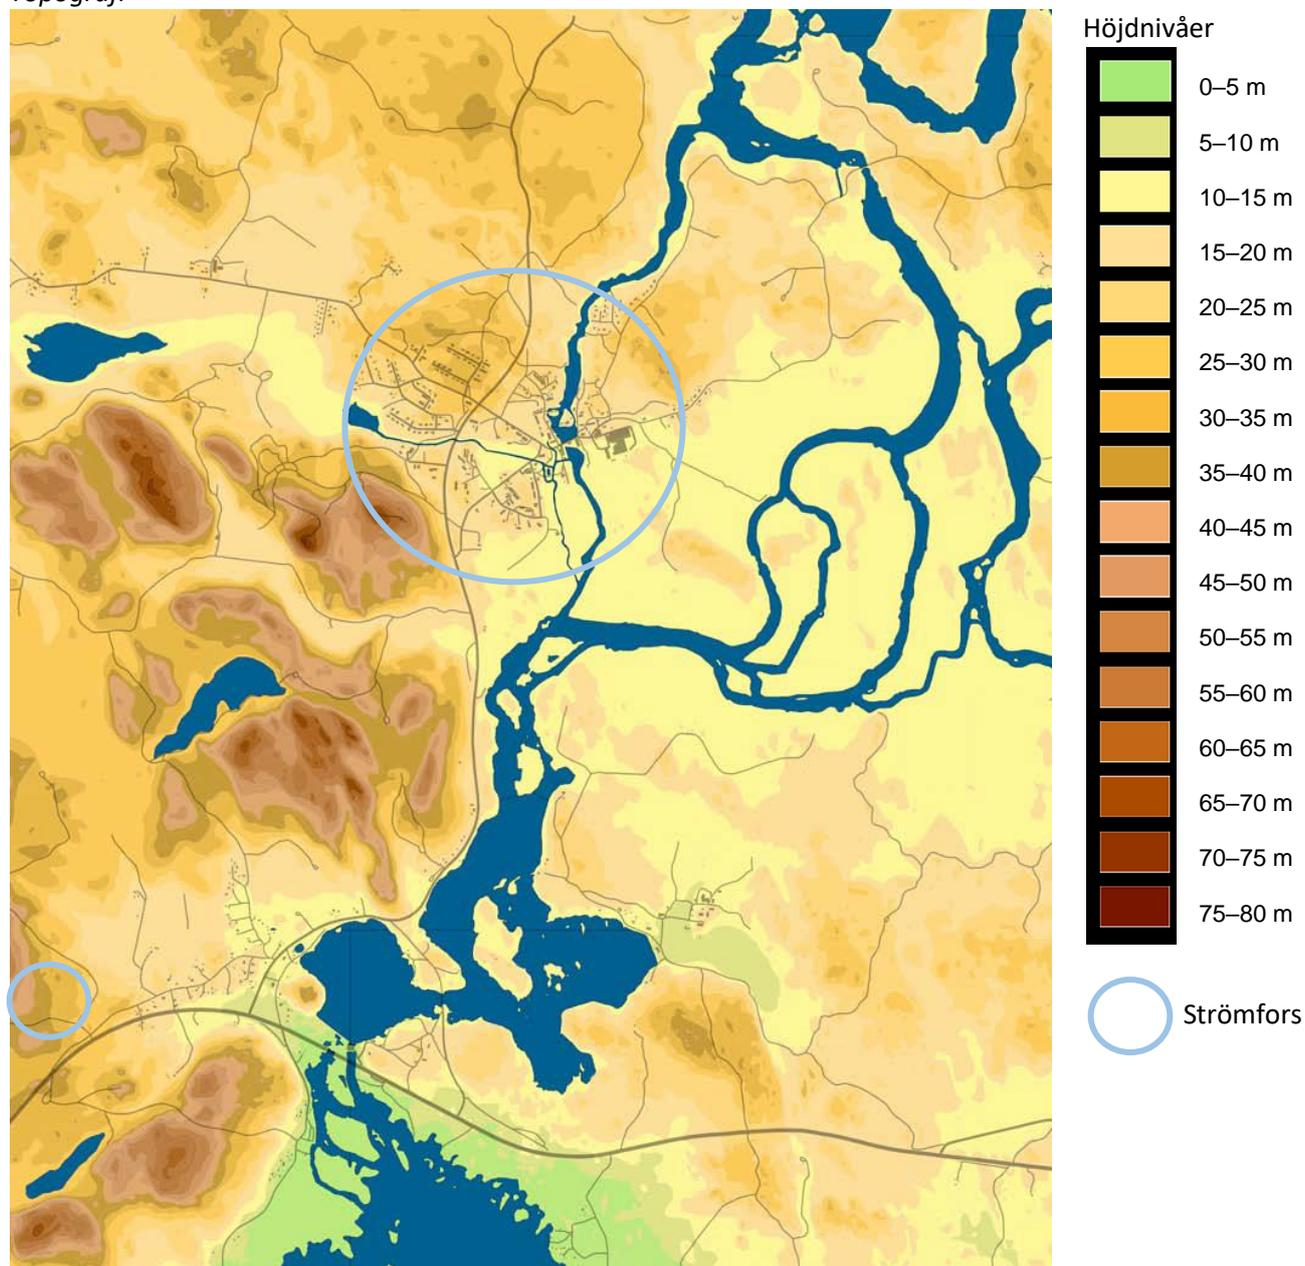 Höjdnivåer
0–5 m
5–10 m
10–15 m
15–20 m
20–25 m
25–30 m
30–35 m
35–40 m
40–45 m
45–50 m
50–55 m
55–60 m
60–65 m
65–70 m
70–75 m
75–80 m
Strömfors